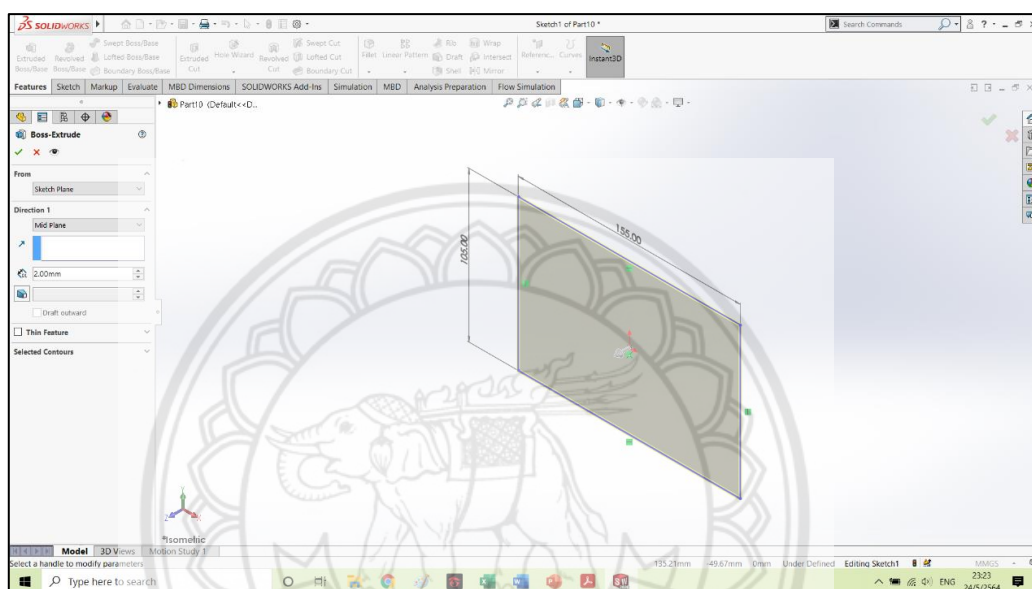 SOLIDWORKS
Sketch1 of Part10 *
Search Commands
Extruded Boss/Base
Revolved Boss/Base
Swept Boss/Base
Lofted Boss/Base
Boundary Boss/Base
Extruded Cut
Hole Wizard
Revolved Cut
Swept Cut
Lofted Cut
Boundary Cut
Fillet
Linear Pattern
Rib
Draft
Shell
Wrap
Intersect
Mirror
Referenc...
Curves
Instant3D
Features Sketch Markup Evaluate MBD Dimensions SOLIDWORKS Add-Ins Simulation MBD Analysis Preparation Flow Simulation
Part10 (Default<<D...
Boss-Extrude
From
Sketch Plane
Direction 1
Mid Plane
2.00mm
Draft outward
Thin Feature
Selected Contours
155.00
105.00
*Isometric
Model 3D Views Motion Study 1
Select a handle to modify parameters
135.21mm -49.67mm 0mm Under Defined Editing Sketch1 MMGS
Type here to search
ENG
23:23
24/5/2564